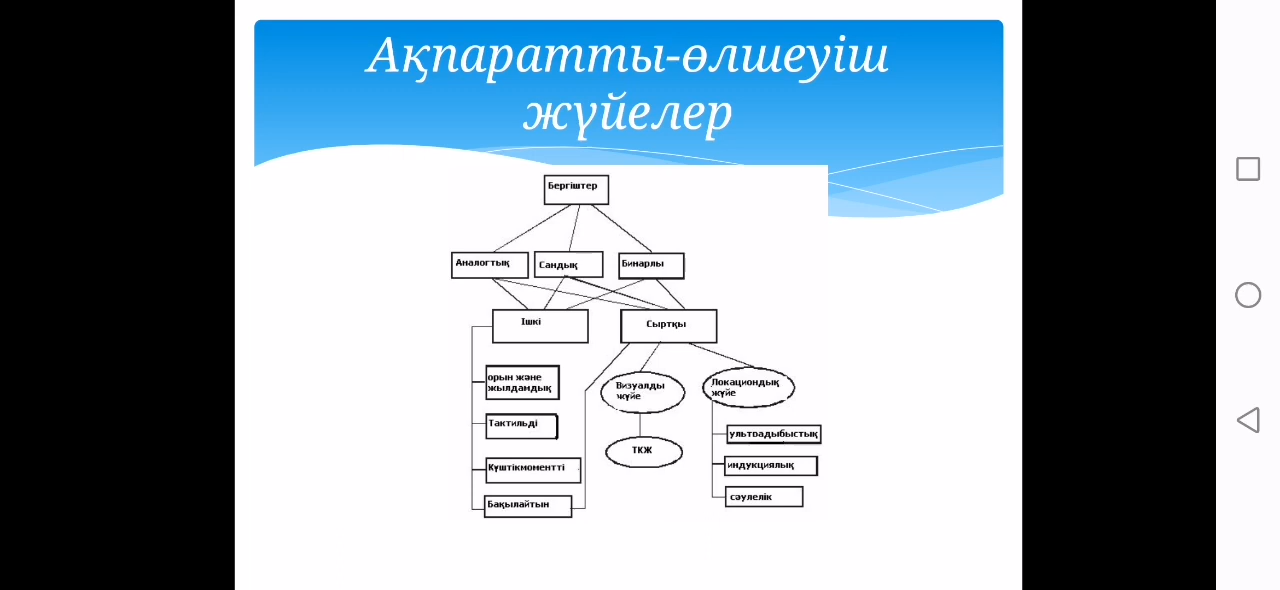 Ақпаратты-өлшеуіш
жүйелер
Бергіштер
Аналогтық
Сандық
Бинарлы
Ішкі
Сыртқы
орын және
жылдамдық
Тактильді
Күштікмоментті
Бақылайтын
Визуалды
жүйе
ТКЖ
Локациондық
жүйе
ультрадыбыстық
индукциялық
сәулелік